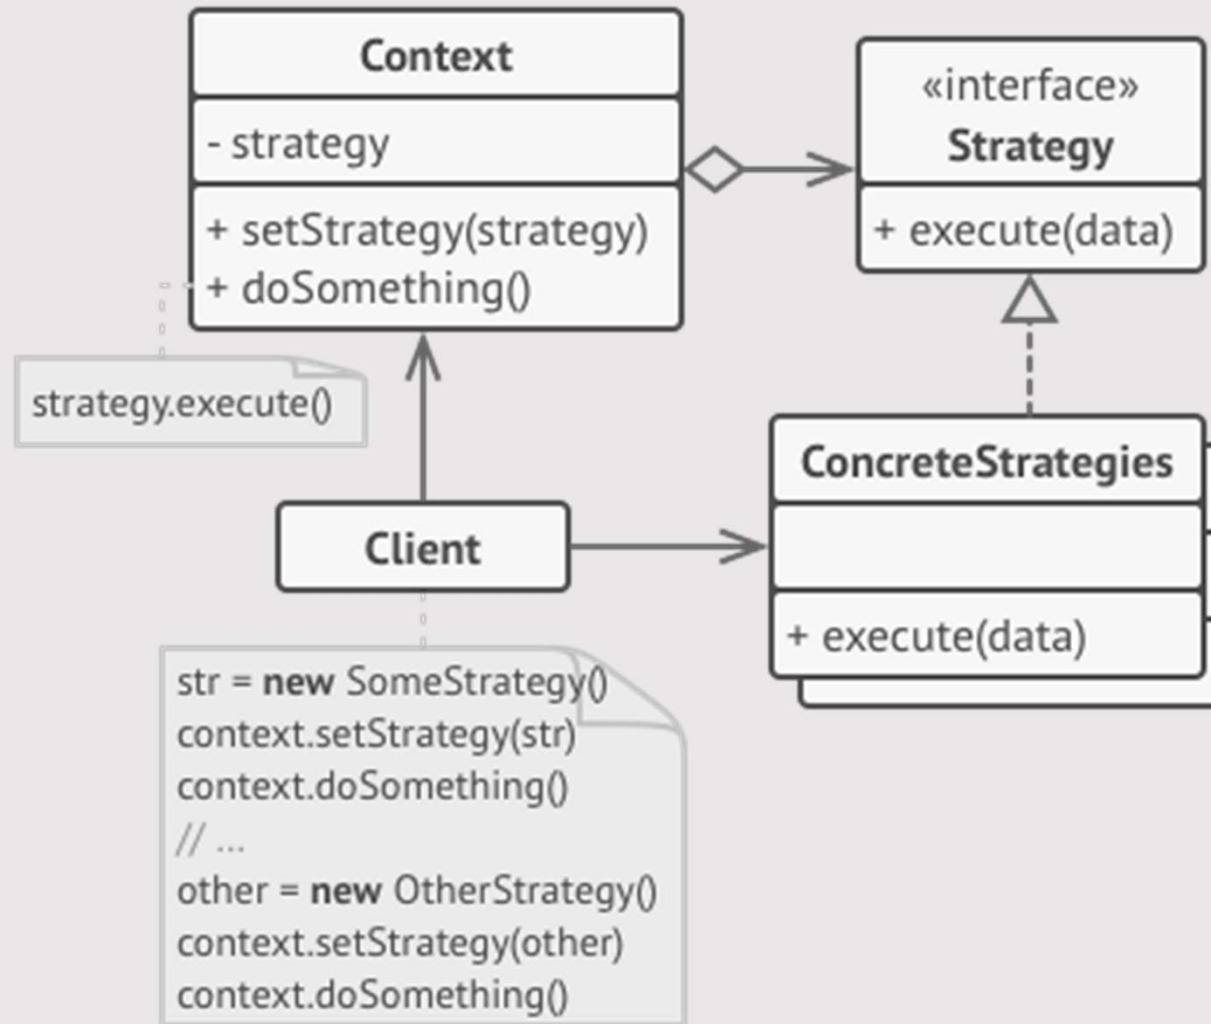 Context
- strategy
+ setStrategy(strategy)
+ doSomething()
«interface»
Strategy
+ execute(data)
strategy.execute()
Client
ConcreteStrategies
+ execute(data)
str = new SomeStrategy()
context.setStrategy(str)
context.doSomething()
// ...
other = new OtherStrategy()
context.setStrategy(other)
context.doSomething()